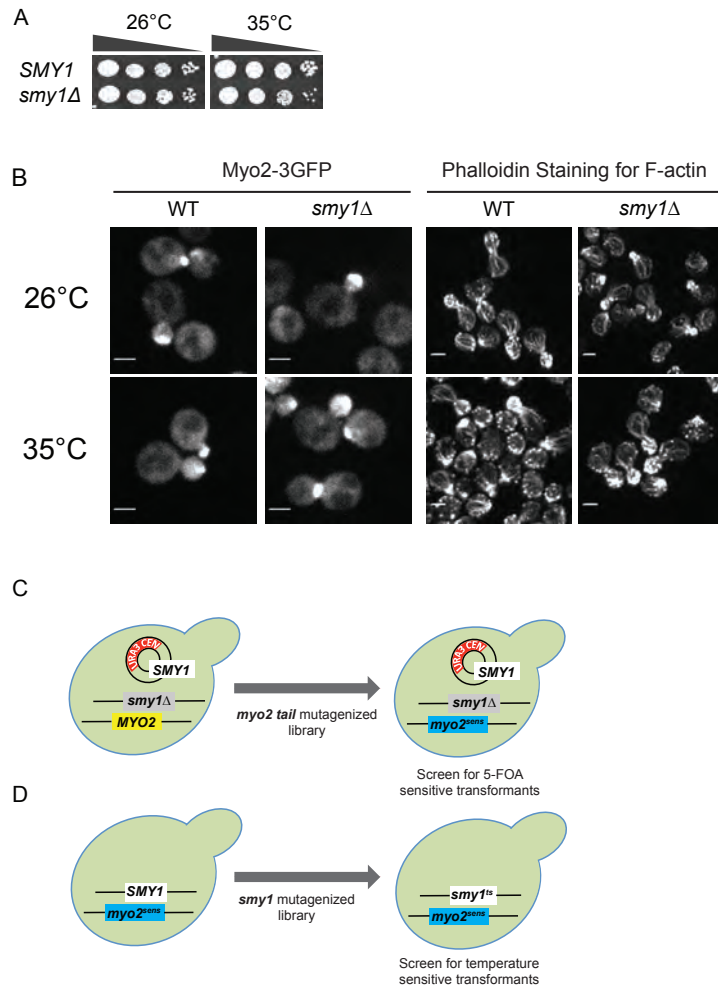 A
26°C 35°C
SMY1
smy1Δ
B
Myo2-3GFP Phalloidin Staining for F-actin
WT smy1Δ WT smy1Δ
26°C
35°C
C
URA3 CEN
SMY1
smy1Δ
MYO2
myo2 tail mutagenized
library
URA3 CEN
SMY1
smy1Δ
myo2sens
Screen for 5-FOA
sensitive transformants
D
SMY1
myo2sens
smy1 mutagenized
library
smy1ts
myo2sens
Screen for temperature
sensitive transformants